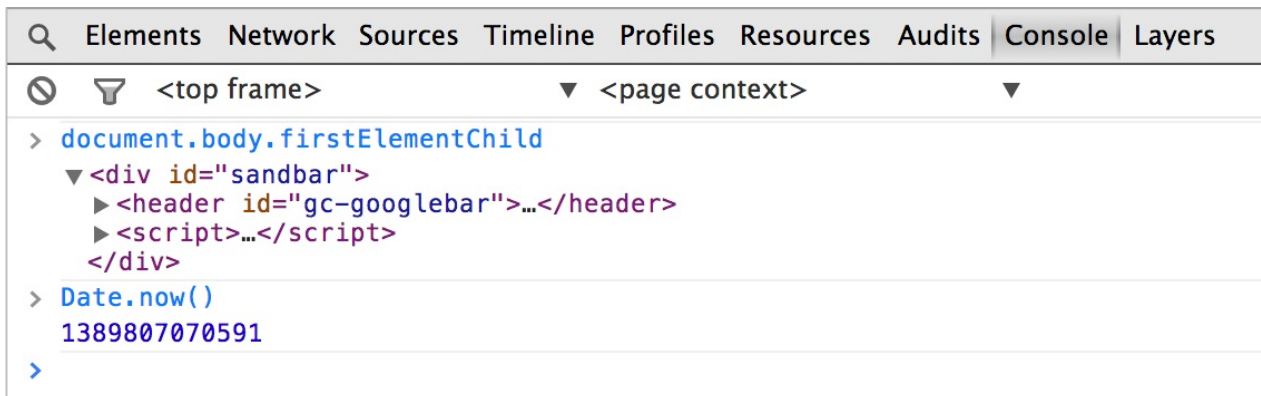 Elements Network Sources Timeline Profiles Resources Audits Console Layers
<top frame> ▼ <page context> ▼
> document.body.firstElementChild
▼<div id="sandbar">
▶<header id="gc-googlebar">…</header>
▶<script>…</script>
</div>
> Date.now()
1389807070591
>